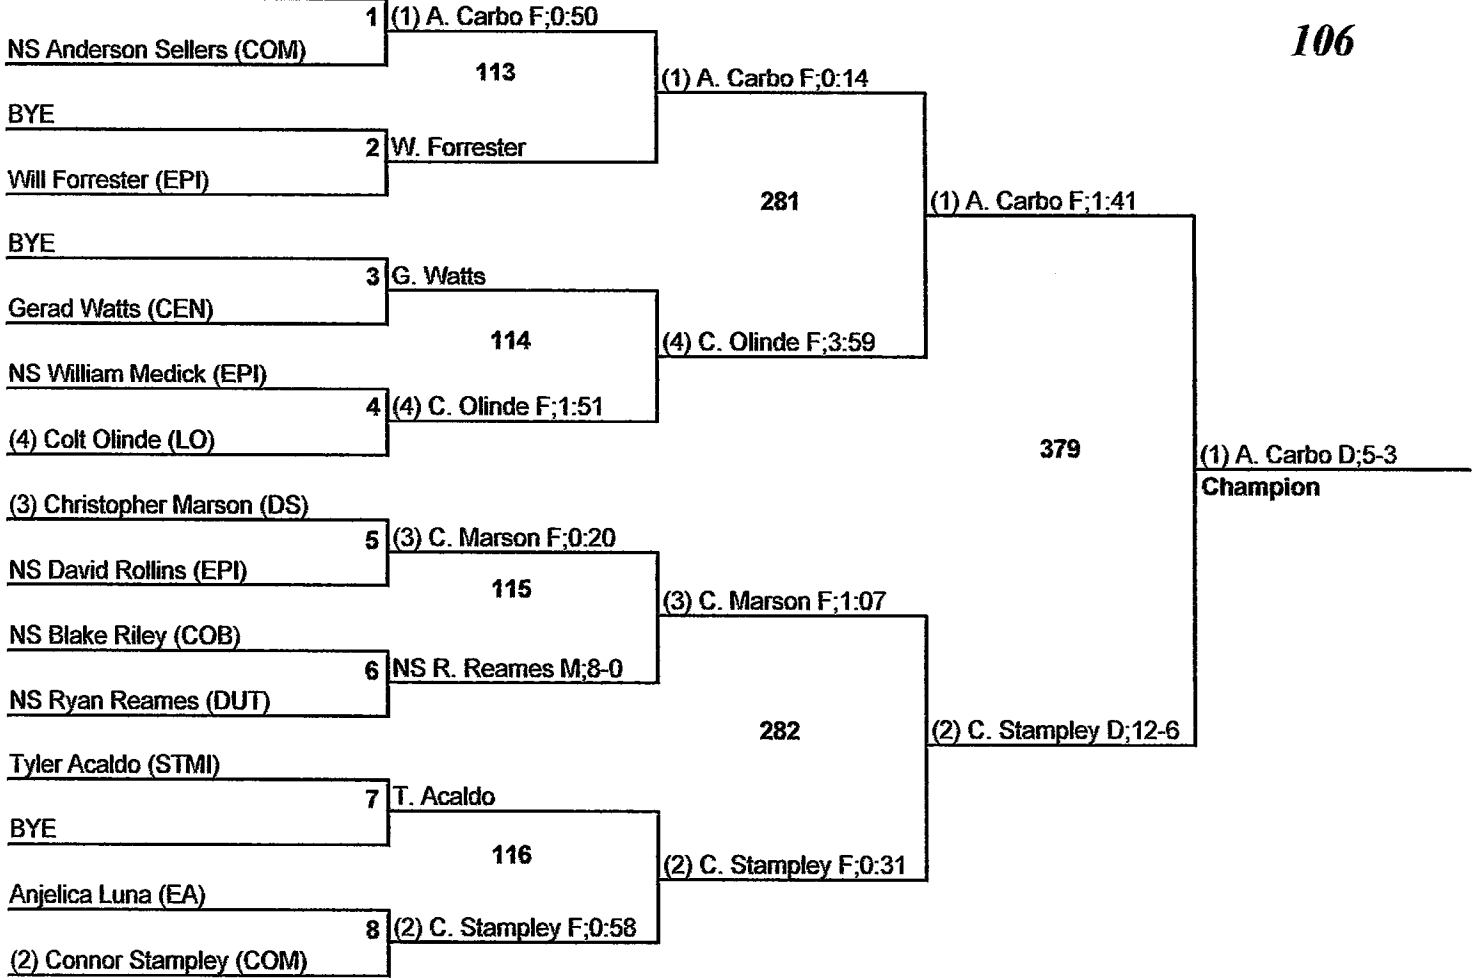 106
1 (1) A. Carbo F;0:50
NS Anderson Sellers (COM)
113
(1) A. Carbo F;0:14
BYE
2 W. Forrester
Will Forrester (EPI)
281
(1) A. Carbo F;1:41
BYE
3 G. Watts
Gerad Watts (CEN)
114
(4) C. Olinde F;3:59
NS William Medick (EPI)
4 (4) C. Olinde F;1:51
(4) Colt Olinde (LO)
379
(1) A. Carbo D;5-3
Champion
(3) Christopher Marson (DS)
5 (3) C. Marson F;0:20
NS David Rollins (EPI)
115
(3) C. Marson F;1:07
NS Blake Riley (COB)
6 NS R. Reames M;8-0
NS Ryan Reames (DUT)
282
(2) C. Stampley D;12-6
Tyler Acaldo (STMI)
7 T. Acaldo
BYE
116
(2) C. Stampley F;0:31
Anjelica Luna (EA)
8 (2) C. Stampley F;0:58
(2) Connor Stampley (COM)